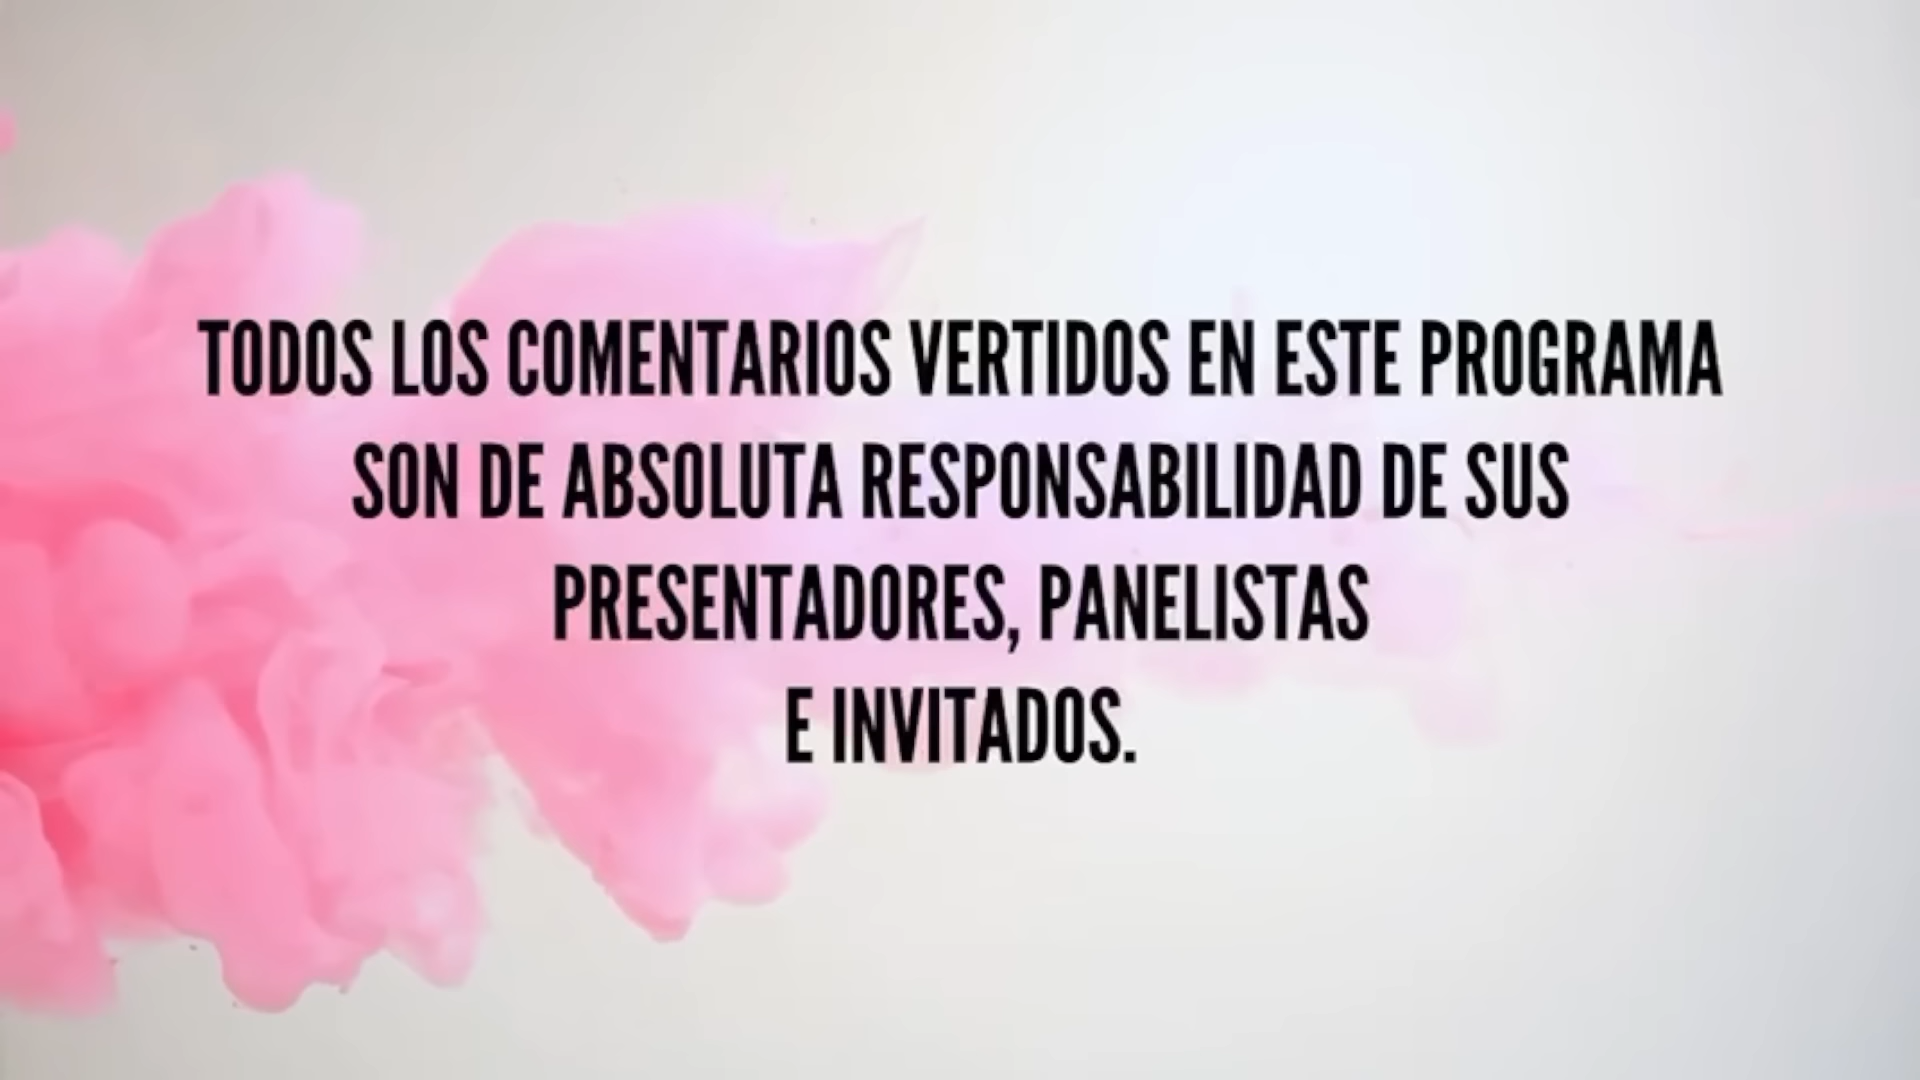 TODOS LOS COMENTARIOS VERTIDOS EN ESTE PROGRAMA
SON DE ABSOLUTA RESPONSABILIDAD DE SUS
PRESENTADORES, PANELISTAS
E INVITADOS.